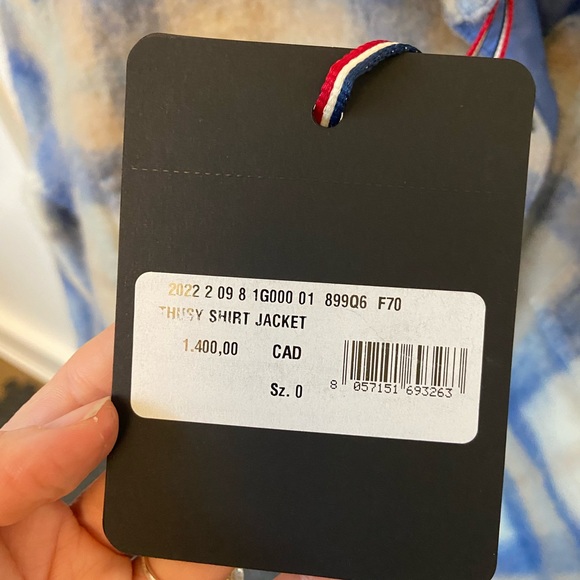 2022 2 09 8 1G000 01 899Q6 F70
THUSY SHIRT JACKET
1.400,00 CAD
Sz. 0
8 057151 693263